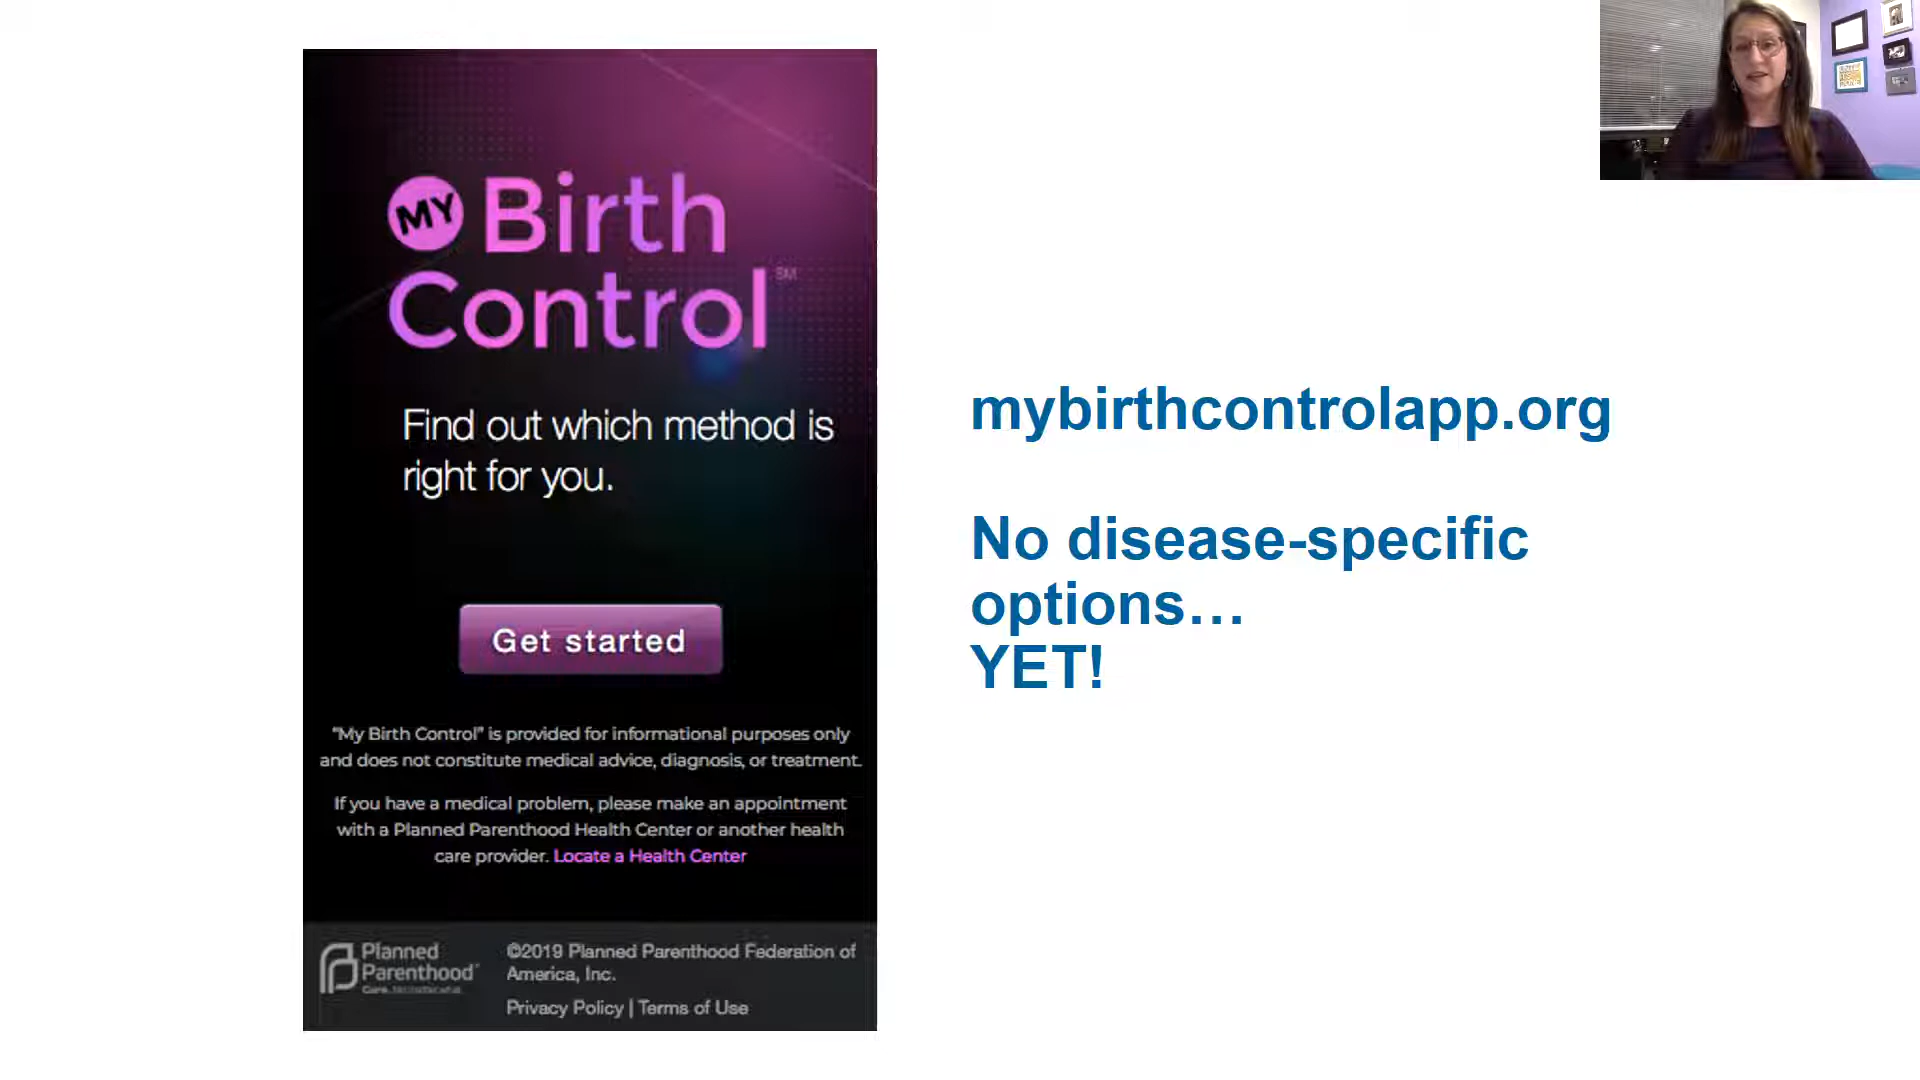 MY Birth
Control SM
Find out which method is
right for you.
Get started
"My Birth Control" is provided for informational purposes only
and does not constitute medical advice, diagnosis, or treatment.
If you have a medical problem, please make an appointment
with a Planned Parenthood Health Center or another health
care provider. Locate a Health Center
Planned
Parenthood
©2019 Planned Parenthood Federation of
America, Inc.
Privacy Policy | Terms of Use
mybirthcontrolapp.org
No disease-specific
options…
YET!